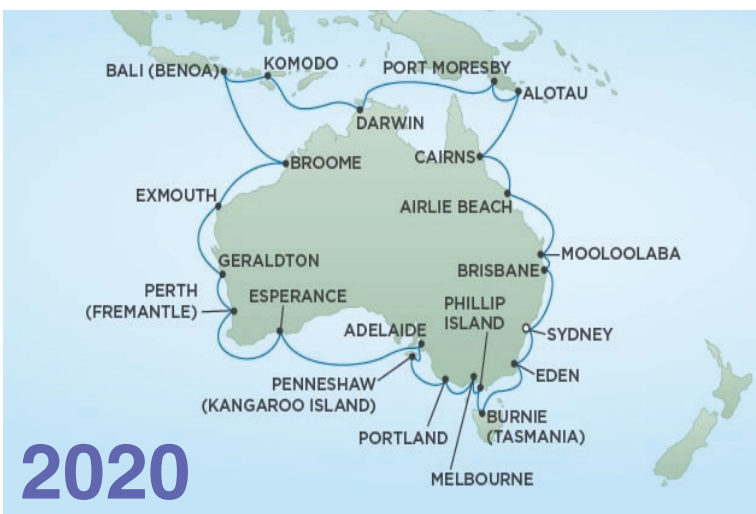 KOMODO
BALI (BENOA)
PORT MORESBY
ALOTAU
DARWIN
CAIRNS
BROOME
EXMOUTH
AIRLIE BEACH
MOOLOOLABA
GERALDTON
BRISBANE
PERTH
(FREMANTLE)
ESPERANCE
PHILLIP
ISLAND
ADELAIDE
SYDNEY
EDEN
PENNESHAW
(KANGAROO ISLAND)
BURNIE
(TASMANIA)
PORTLAND
MELBOURNE
2020